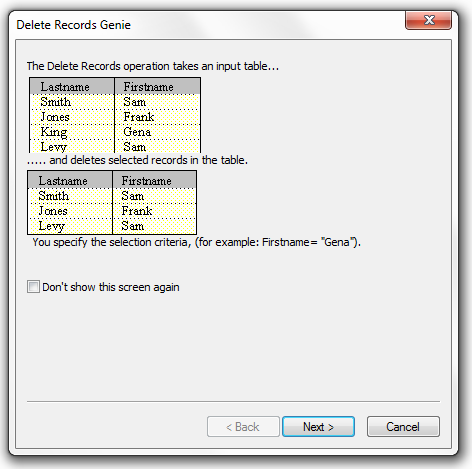 Delete Records Genie
The Delete Records operation takes an input table...
Lastname Firstname
Smith Sam
Jones Frank
King Gena
Levy Sam
..... and deletes selected records in the table.
Lastname Firstname
Smith Sam
Jones Frank
Levy Sam
You specify the selection criteria, (for example: Firstname= "Gena").
Don't show this screen again
< Back Next > Cancel